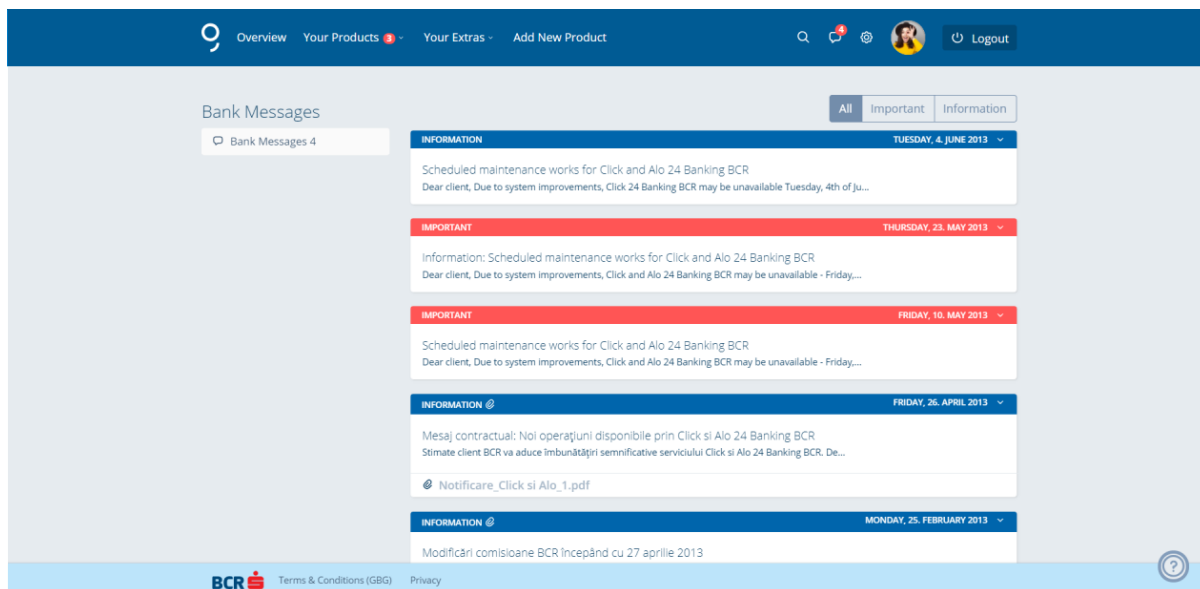 Overview Your Products 3 Your Extras Add New Product 4 Logout
Bank Messages
All Important Information
Bank Messages 4
INFORMATION TUESDAY, 4. JUNE 2013
Scheduled maintenance works for Click and Alo 24 Banking BCR
Dear client, Due to system improvements, Click 24 Banking BCR may be unavailable Tuesday, 4th of Ju...
IMPORTANT THURSDAY, 23. MAY 2013
Information: Scheduled maintenance works for Click and Alo 24 Banking BCR
Dear client, Due to system improvements, Click and Alo 24 Banking BCR may be unavailable - Friday,...
IMPORTANT FRIDAY, 10. MAY 2013
Scheduled maintenance works for Click and Alo 24 Banking BCR
Dear client, Due to system improvements, Click and Alo 24 Banking BCR may be unavailable - Friday,...
INFORMATION FRIDAY, 26. APRIL 2013
Mesaj contractual: Noi operaţiuni disponibile prin Click si Alo 24 Banking BCR
Stimate client BCR va aduce îmbunătăţiri semnificative serviciului Click si Alo 24 Banking BCR. De...
Notificare_Click si Alo_1.pdf
INFORMATION MONDAY, 25. FEBRUARY 2013
Modificări comisioane BCR începând cu 27 aprilie 2013
BCR Terms & Conditions (GBG) Privacy
?